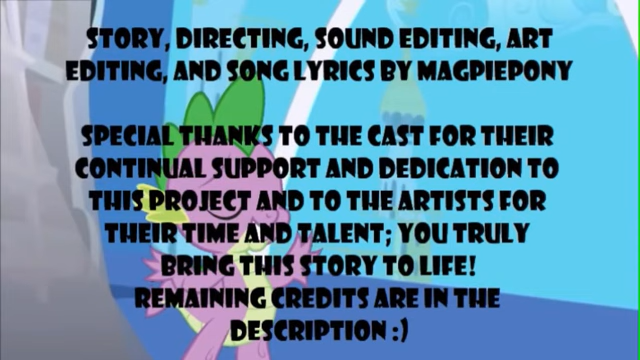 STORY, DIRECTING, SOUND EDITING, ART
EDITING, AND SONG LYRICS BY MAGPIEPONY
SPECIAL THANKS TO THE CAST FOR THEIR
CONTINUAL SUPPORT AND DEDICATION TO
THIS PROJECT AND TO THE ARTISTS FOR
THEIR TIME AND TALENT; YOU TRULY
BRING THIS STORY TO LIFE!
REMAINING CREDITS ARE IN THE
DESCRIPTION :)